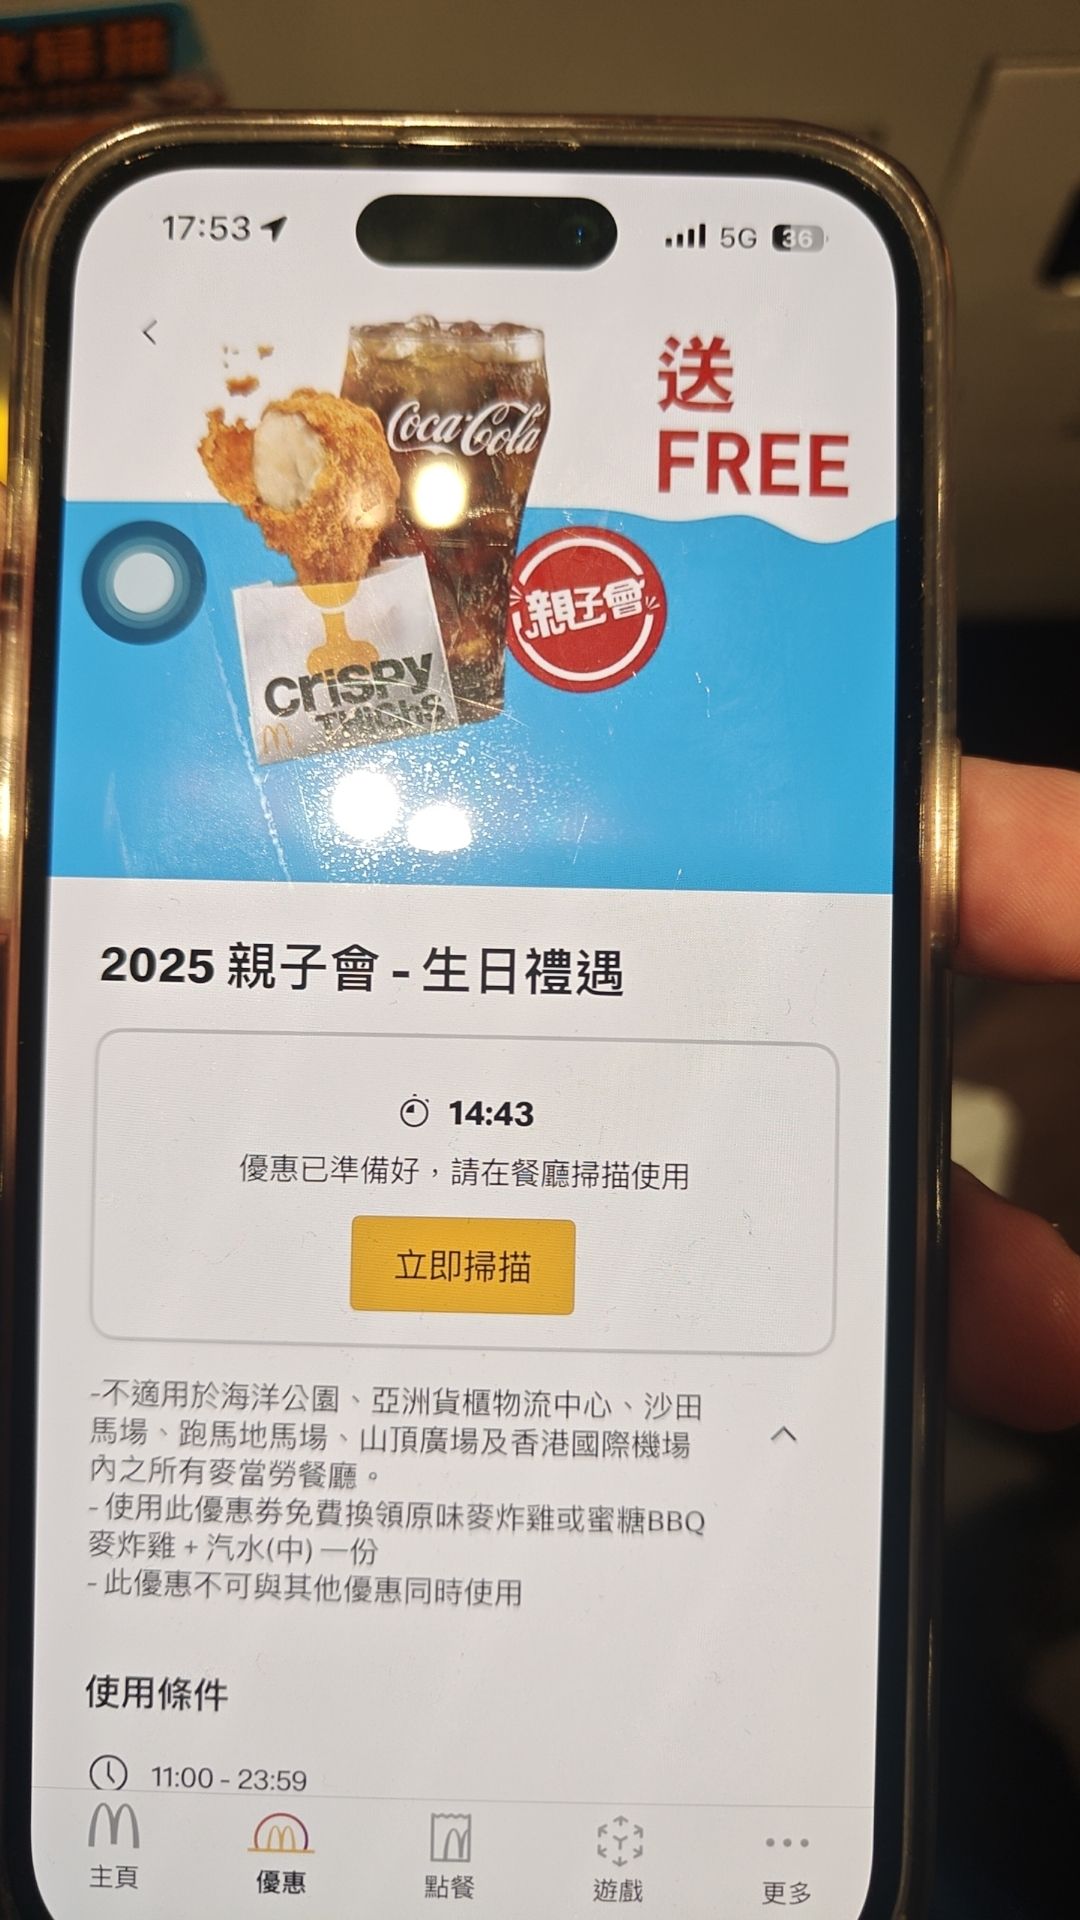 17:53
5G 36
送
FREE
Coca-Cola
親子會
crispy
THIGHS
2025 親子會 - 生日禮遇
14:43
優惠已準備好，請在餐廳掃描使用
立即掃描
-不適用於海洋公園、亞洲貨櫃物流中心、沙田
馬場、跑馬地馬場、山頂廣場及香港國際機場
內之所有麥當勞餐廳。
- 使用此優惠券免費換領原味麥炸雞或蜜糖BBQ
麥炸雞 + 汽水(中) 一份
- 此優惠不可與其他優惠同時使用
使用條件
11:00 - 23:59
主頁
優惠
點餐
遊戲
更多